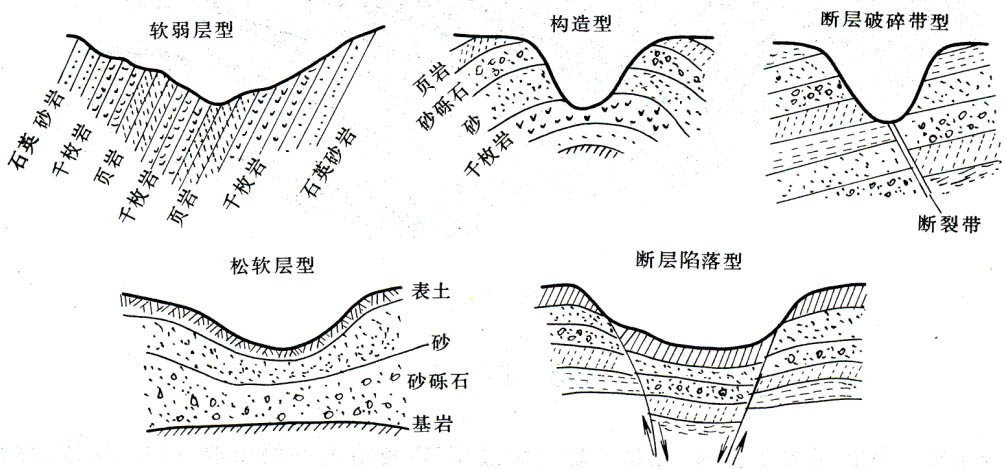 软弱层型
石英砂岩
千枚岩
页岩
千枚岩
页岩
千枚岩
石英砂岩
构造型
页岩
砂砾石
砂
千枚岩
断层破碎带型
断裂带
松软层型
表土
砂
砂砾石
基岩
断层陷落型